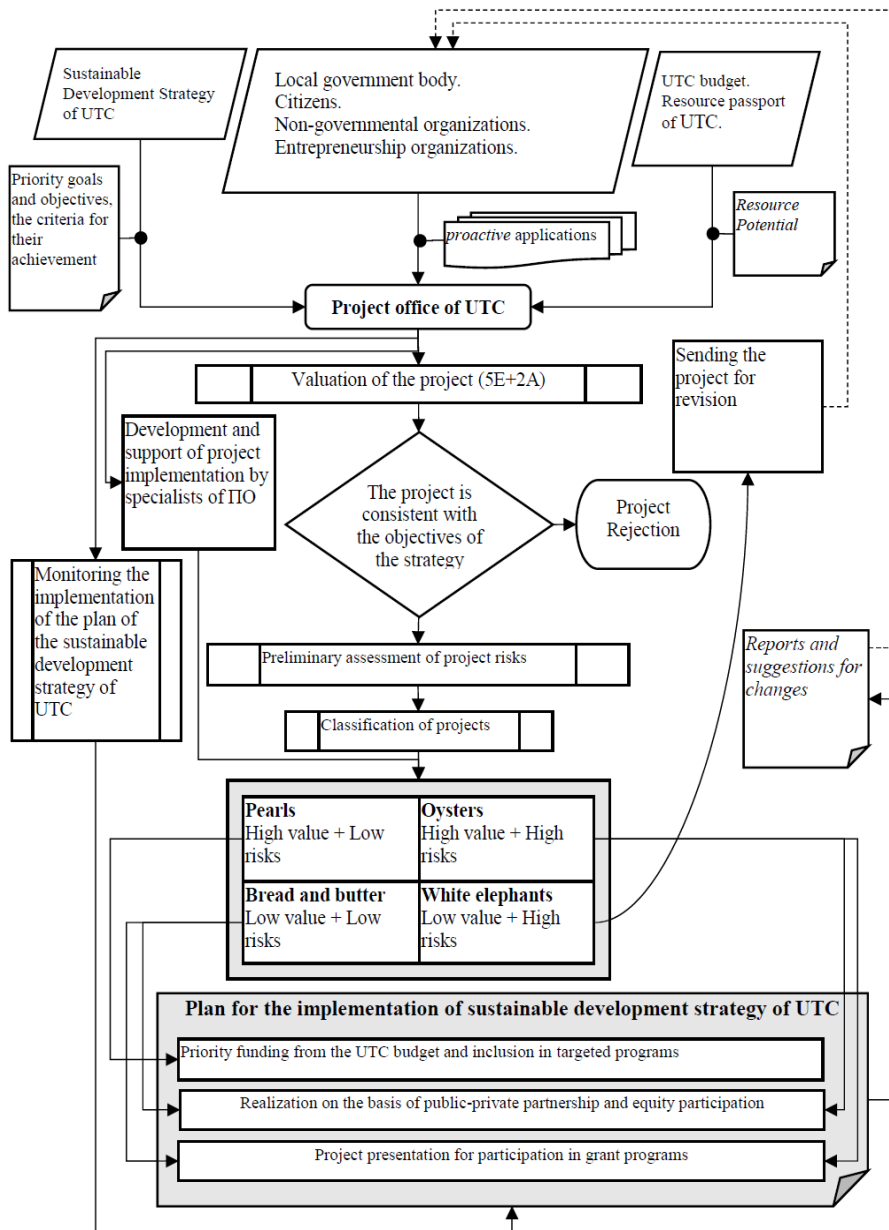 Sustainable
Development Strategy
of UTC
Local government body.
Citizens.
Non-governmental organizations.
Entrepreneurship organizations.
UTC budget.
Resource passport
of UTC.
Priority goals
and objectives,
the criteria for
their
achievement
proactive applications
Resource
Potential
Project office of UTC
Valuation of the project (5E+2A)
Sending the
project for
revision
Development and
support of project
implementation by
specialists of ПО
The project is
consistent with
the objectives of
the strategy
Project
Rejection
Monitoring the
implementation
of the plan of
the sustainable
development
strategy of
UTC
Preliminary assessment of project risks
Reports and
suggestions for
changes
Classification of projects
Pearls
High value + Low
risks
Oysters
High value + High
risks
Bread and butter
Low value + Low
risks
White elephants
Low value + High
risks
Plan for the implementation of sustainable development strategy of UTC
Priority funding from the UTC budget and inclusion in targeted programs
Realization on the basis of public-private partnership and equity participation
Project presentation for participation in grant programs